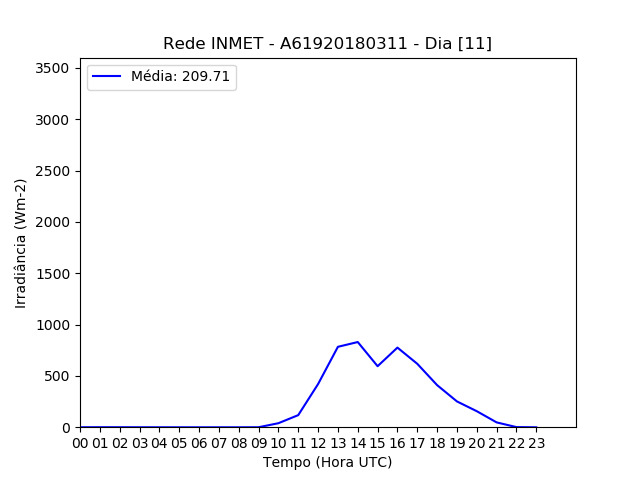 Rede INMET - A61920180311 - Dia [11]
Média: 209.71
3500
3000
2500
2000
1500
1000
500
0
Irradiância (Wm-2)
00 01 02 03 04 05 06 07 08 09 10 11 12 13 14 15 16 17 18 19 20 21 22 23
Tempo (Hora UTC)